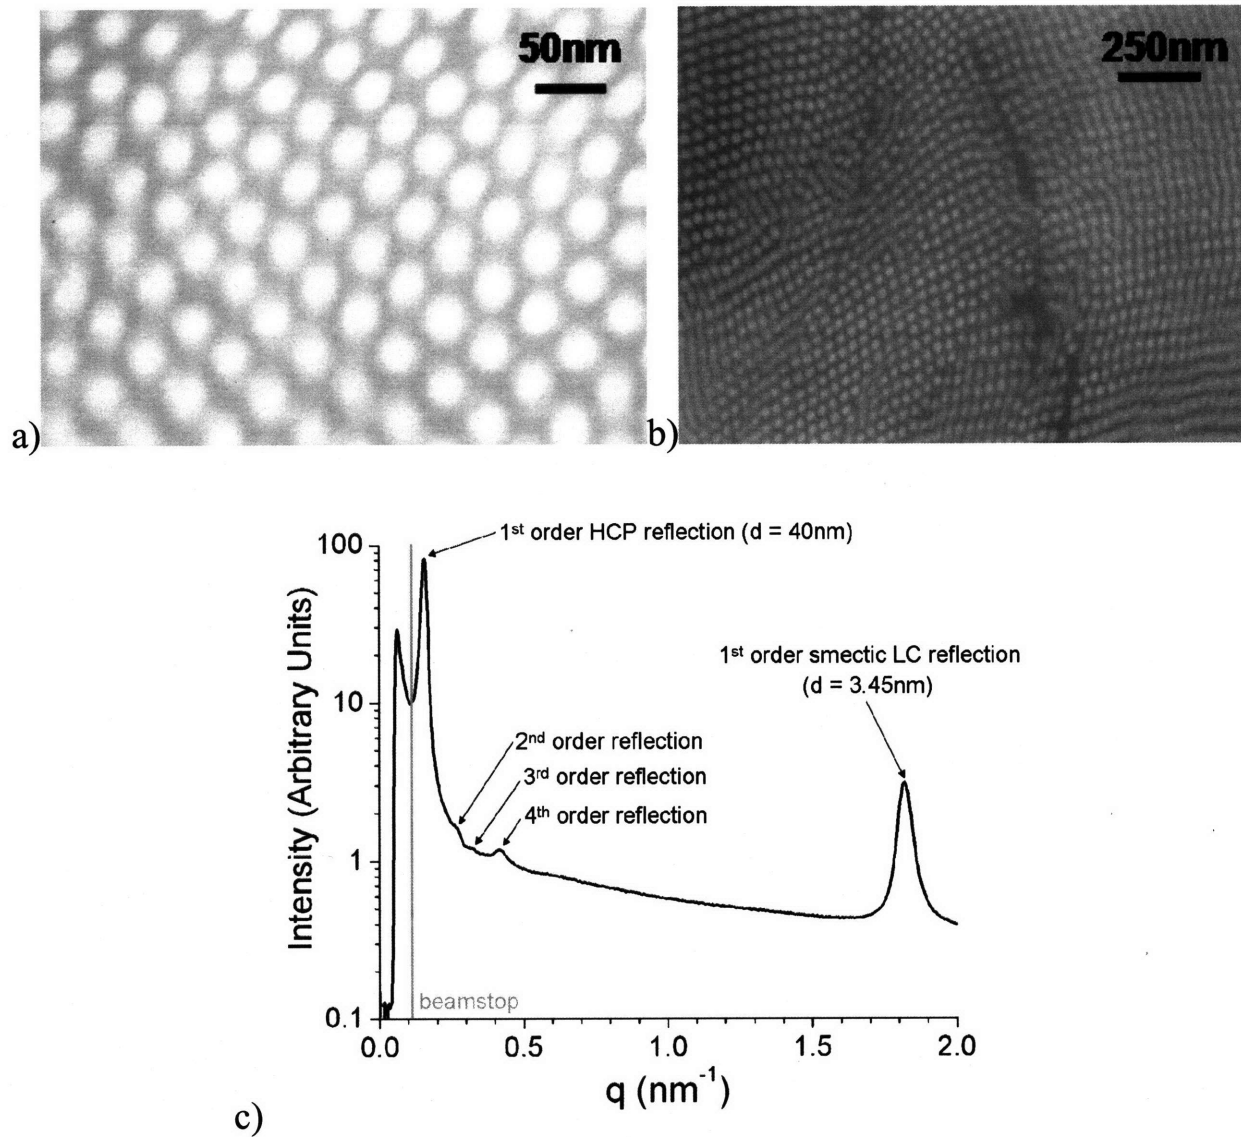 50nm
250nm
a)
b)
1st order HCP reflection (d = 40nm)
100
1st order smectic LC reflection
(d = 3.45nm)
10
2nd order reflection
3rd order reflection
4th order reflection
1
Intensity (Arbitrary Units)
beamstop
0.1
0.0 0.5 1.0 1.5 2.0
q (nm-1)
c)